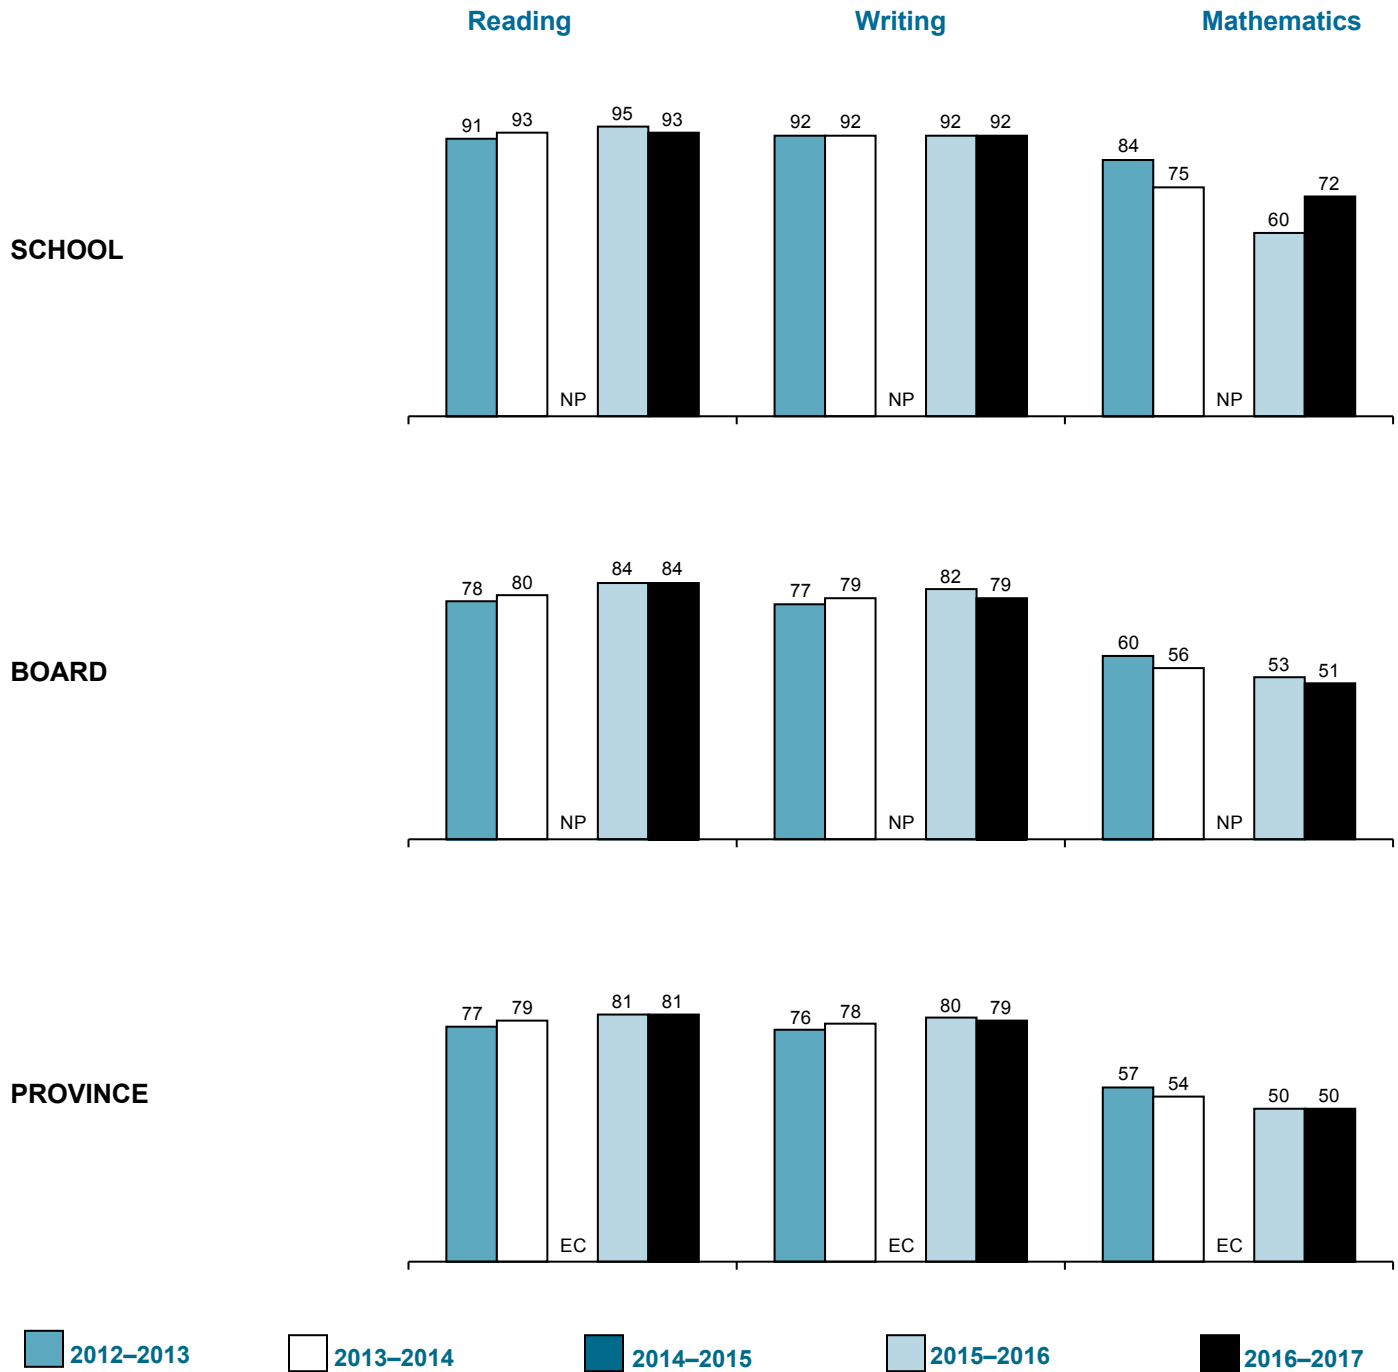 Reading Writing Mathematics
SCHOOL
91 93 NP 95 93 92 92 NP 92 92 84 75 NP 60 72
BOARD
78 80 NP 84 84 77 79 NP 82 79 60 56 NP 53 51
PROVINCE
77 79 EC 81 81 76 78 EC 80 79 57 54 EC 50 50
2012–2013 2013–2014 2014–2015 2015–2016 2016–2017